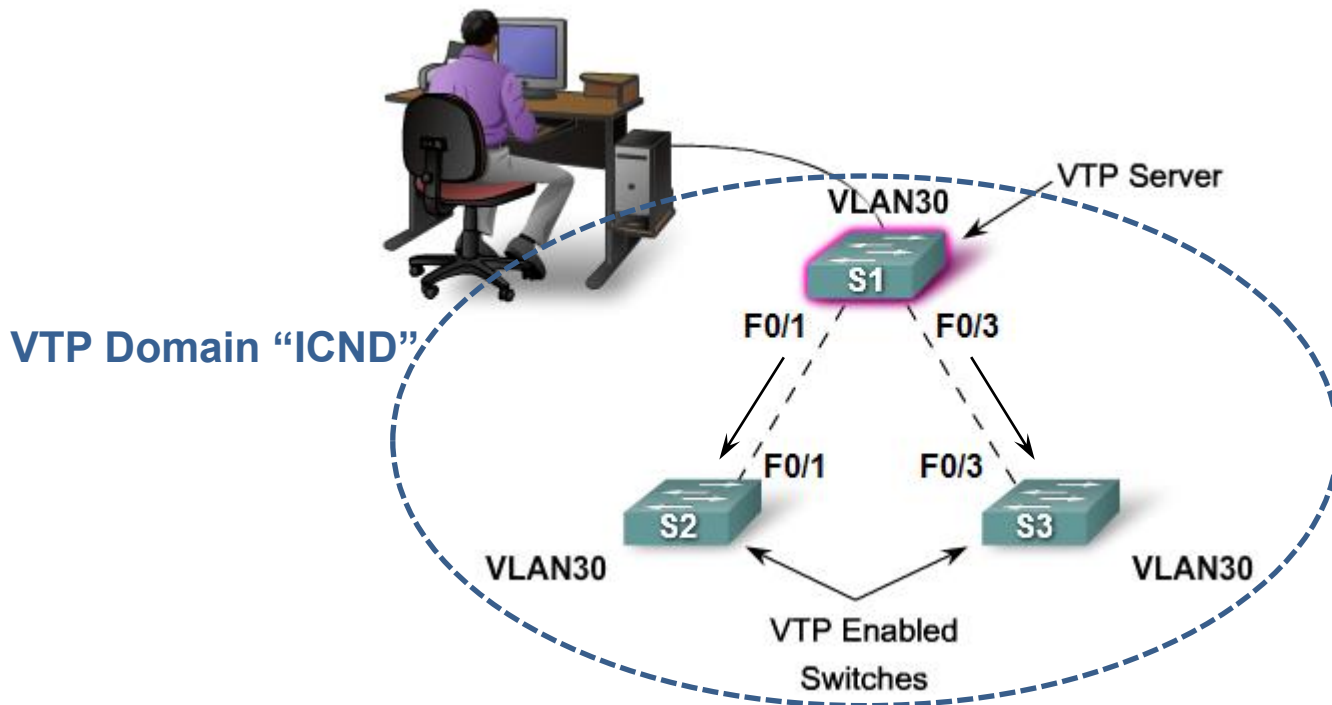 VTP Server
VLAN30
S1
VTP Domain “ICND”
F0/1
F0/3
F0/1
F0/3
S2
S3
VLAN30
VLAN30
VTP Enabled
Switches